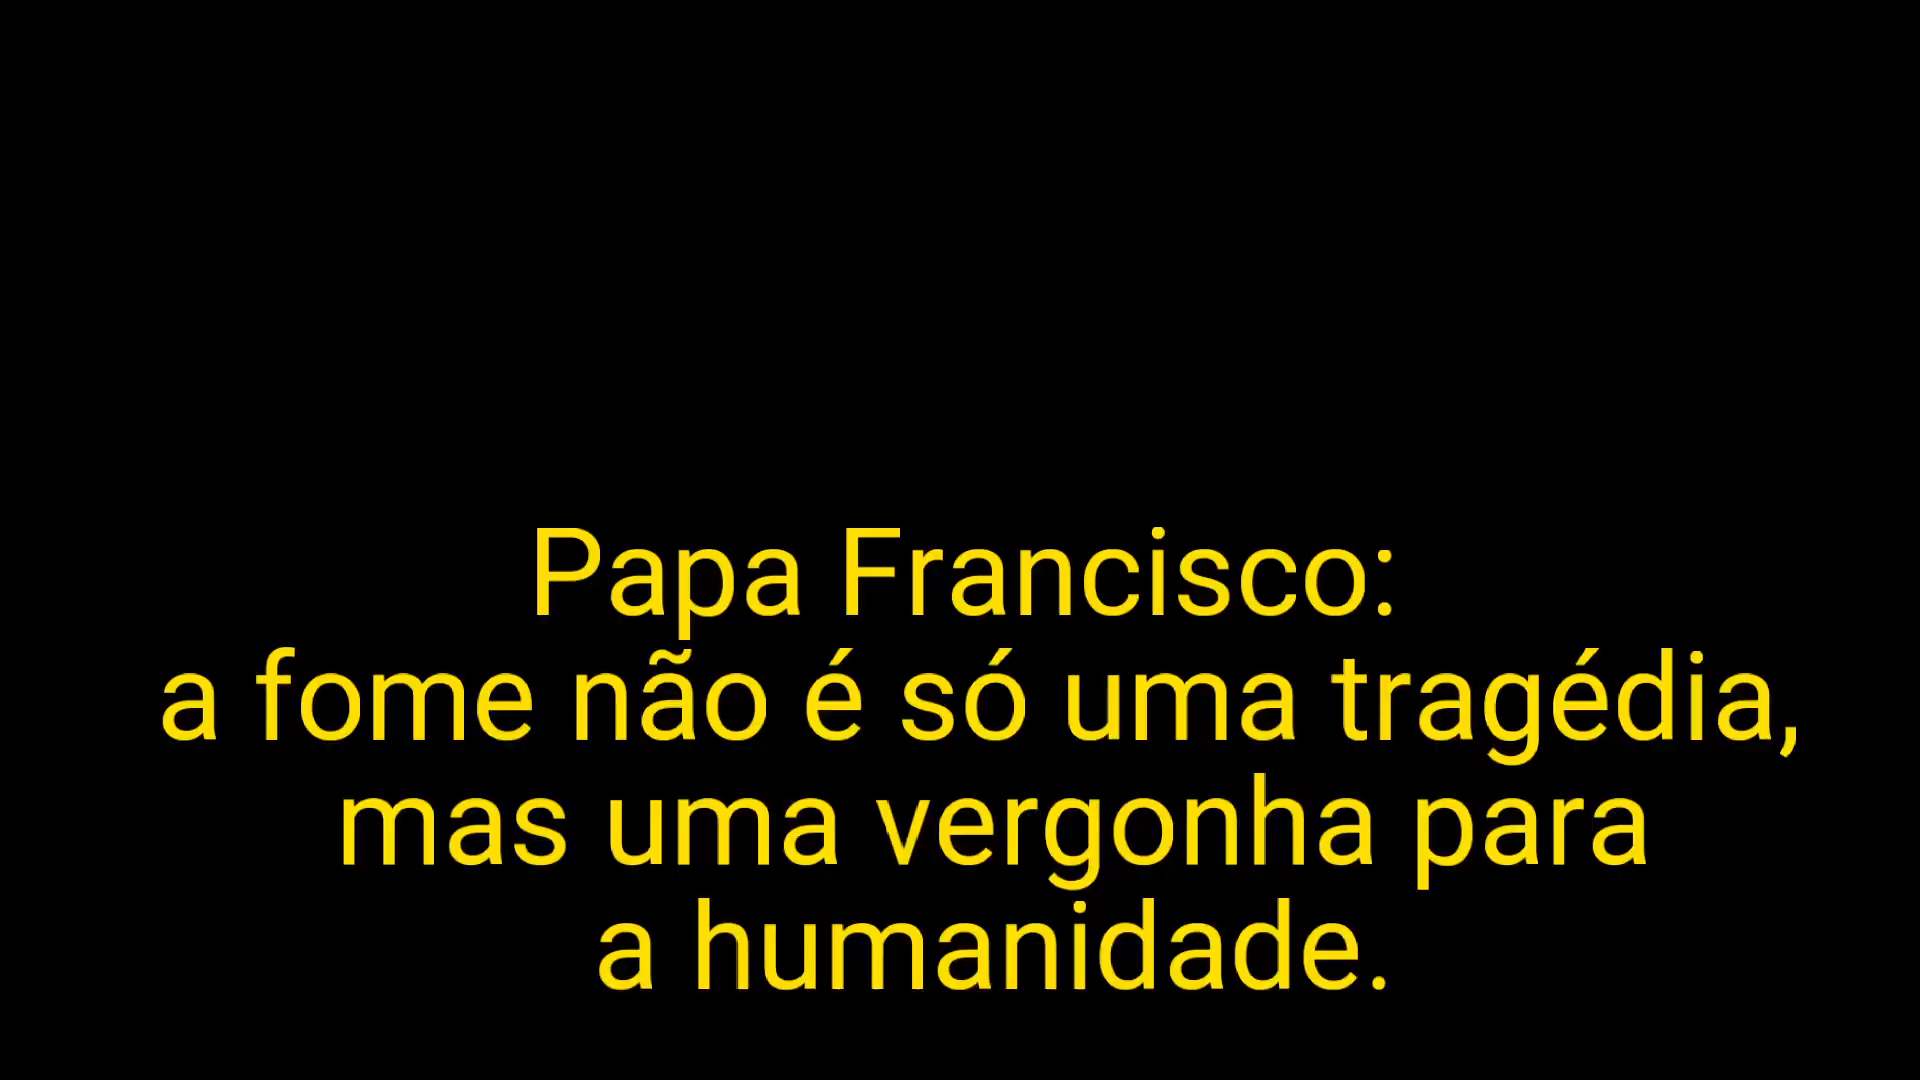 Papa Francisco:
a fome não é só uma tragédia,
mas uma vergonha para
a humanidade.